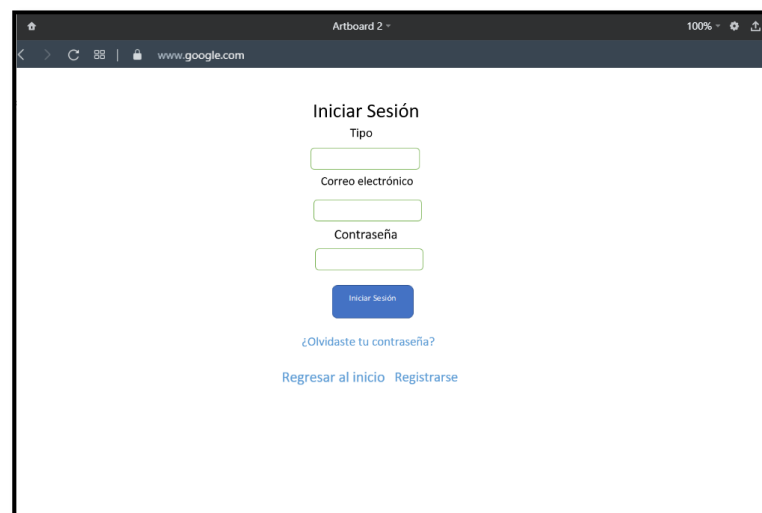 Artboard 2
100%
www.google.com
Iniciar Sesión
Tipo
Correo electrónico
Contraseña
Iniciar Sesión
¿Olvidaste tu contraseña?
Regresar al inicio Registrarse